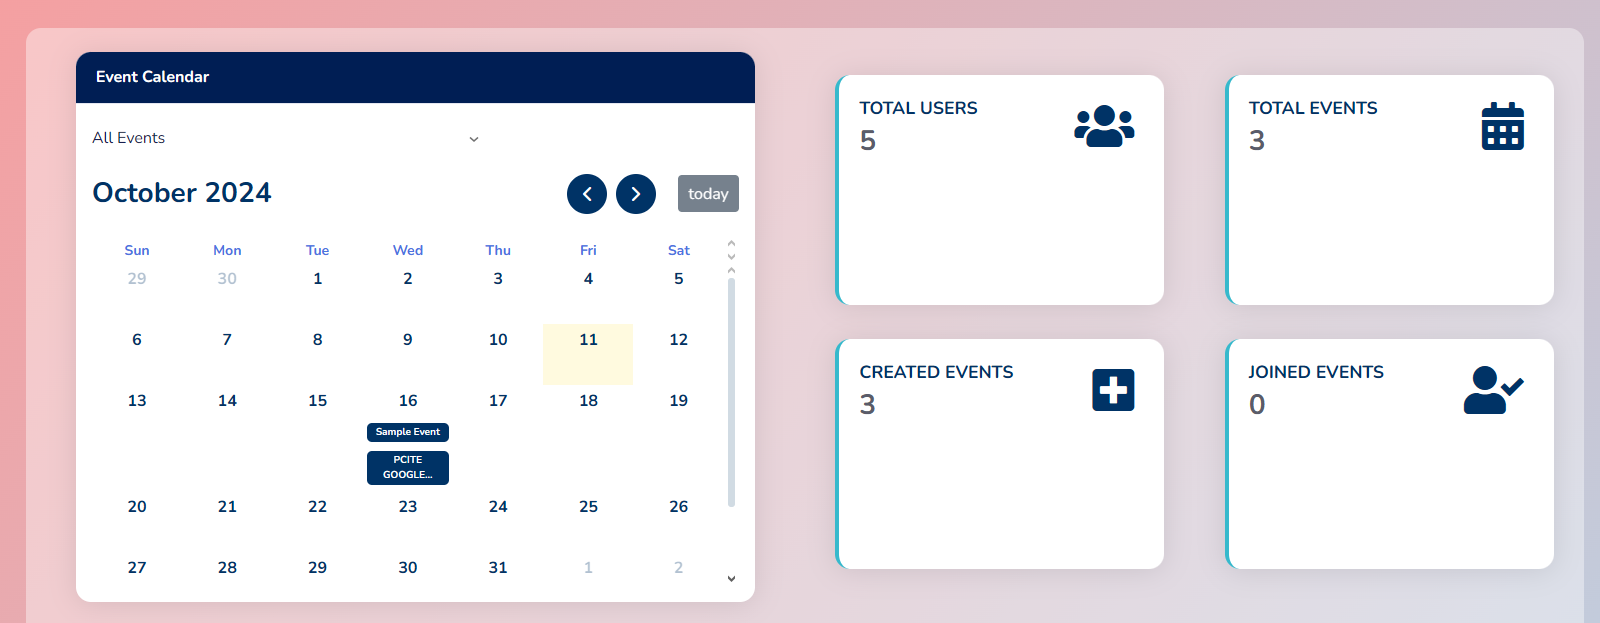 Event Calendar
All Events
October 2024
today
Sun Mon Tue Wed Thu Fri Sat
29 30 1 2 3 4 5
6 7 8 9 10 11 12
13 14 15 16 17 18 19
Sample Event
PCITE
GOOGLE...
20 21 22 23 24 25 26
27 28 29 30 31 1 2
TOTAL USERS
5
TOTAL EVENTS
3
CREATED EVENTS
3
JOINED EVENTS
0